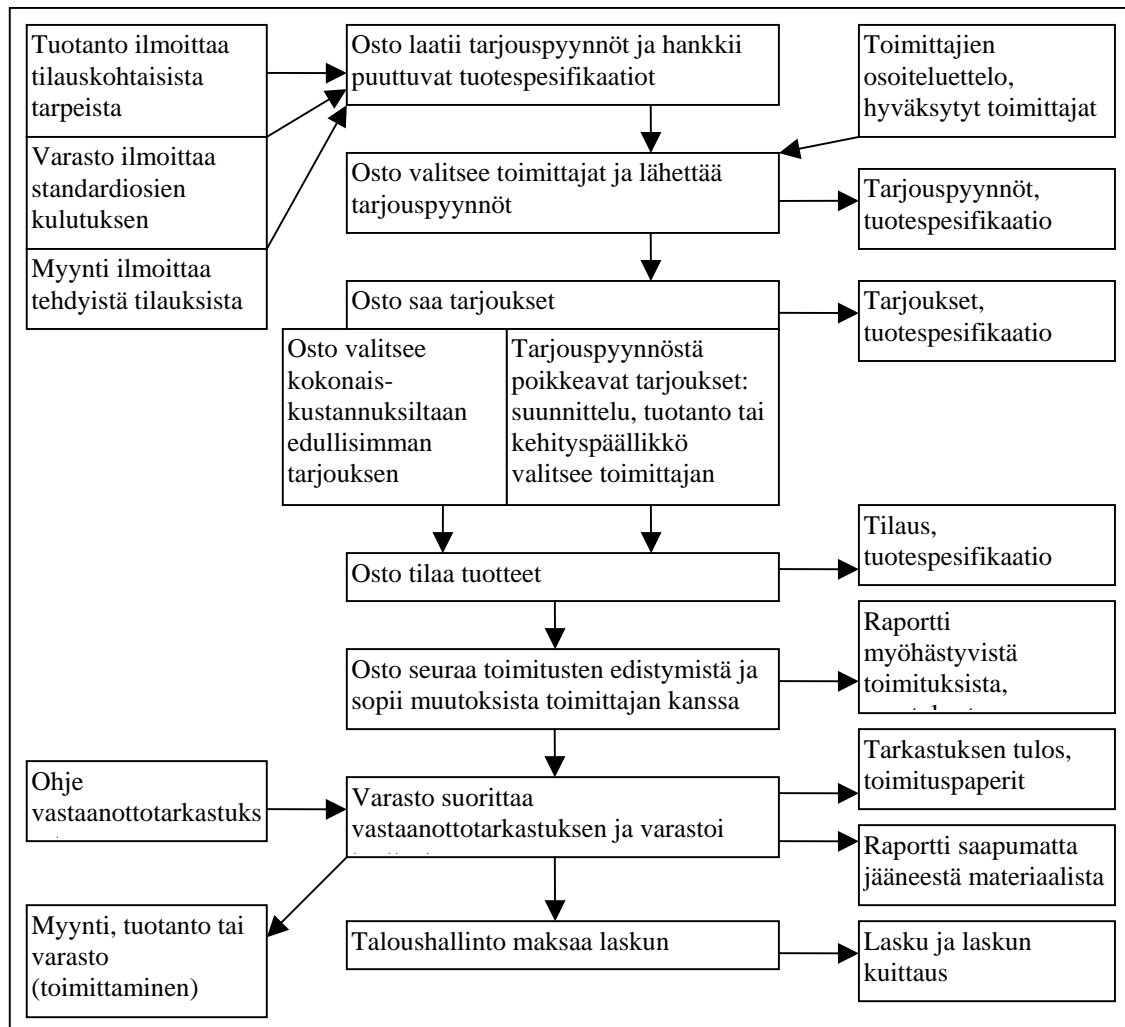 Tuotanto ilmoittaa
tilauskohtaisista
tarpeista
Osto laatii tarjouspyynnöt ja hankkii
puuttuvat tuotespesifikaatiot
Toimittajien
osoiteluettelo,
hyväksytyt toimittajat
Varasto ilmoittaa
standardiosien
kulutuksen
Osto valitsee toimittajat ja lähettää
tarjouspyynnöt
Tarjouspyynnöt,
tuotespesifikaatio
Myynti ilmoittaa
tehdyistä tilauksista
Osto saa tarjoukset
Tarjoukset,
tuotespesifikaatio
Osto valitsee
kokonais-
kustannuksiltaan
edullisimman
tarjouksen
Tarjouspyynnöstä
poikkeavat tarjoukset:
suunnittelu, tuotanto tai
kehityspäällikkö
valitsee toimittajan
Osto tilaa tuotteet
Tilaus,
tuotespesifikaatio
Osto seuraa toimitusten edistymistä ja
sopii muutoksista toimittajan kanssa
Raportti
myöhästyvistä
toimituksista,
Ohje
vastaanottotarkastuks
Varasto suorittaa
vastaanottotarkastuksen ja varastoi
Tarkastuksen tulos,
toimituspaperit
Raportti saapumatta
jääneestä materiaalista
Myynti, tuotanto tai
varasto
(toimittaminen)
Taloushallinto maksaa laskun
Lasku ja laskun
kuittaus